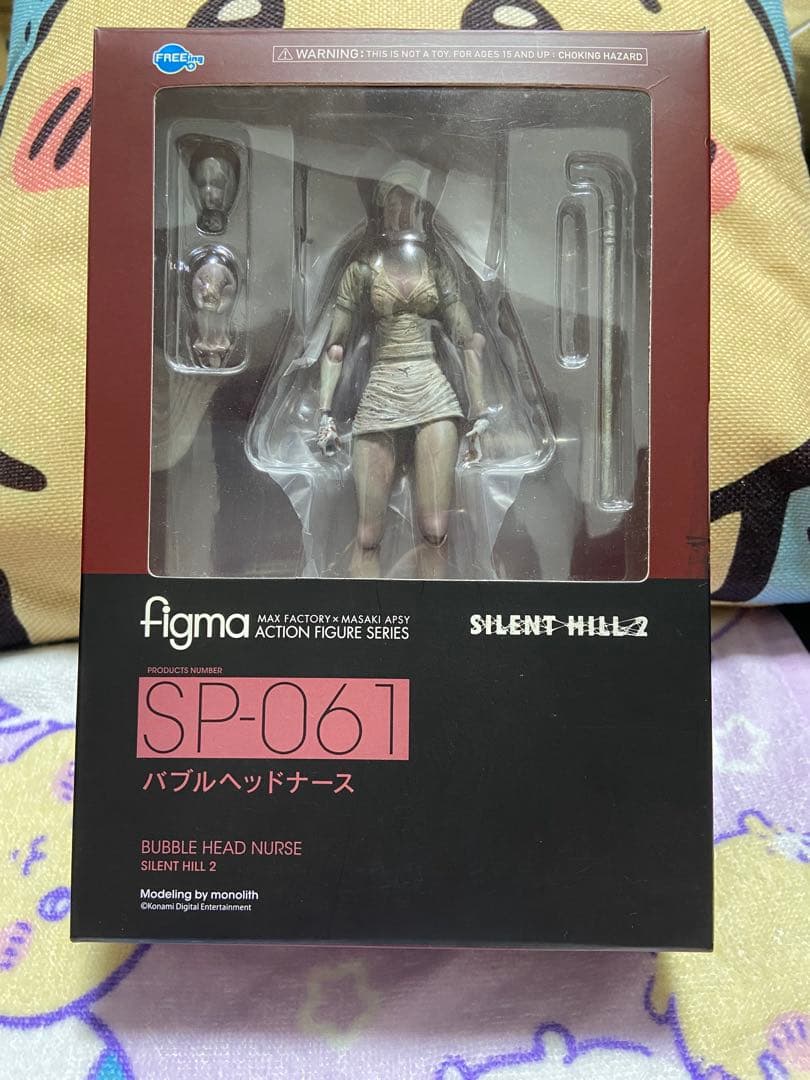 FREEing
WARNING: THIS IS NOT A TOY. FOR AGES 15 AND UP : CHOKING HAZARD
figma MAX FACTORY×MASAKI APSY
ACTION FIGURE SERIES
SILENT HILL 2
PRODUCTS NUMBER
SP-061
バブルヘッドナース
BUBBLE HEAD NURSE
SILENT HILL 2
Modeling by monolith
©Konami Digital Entertainment